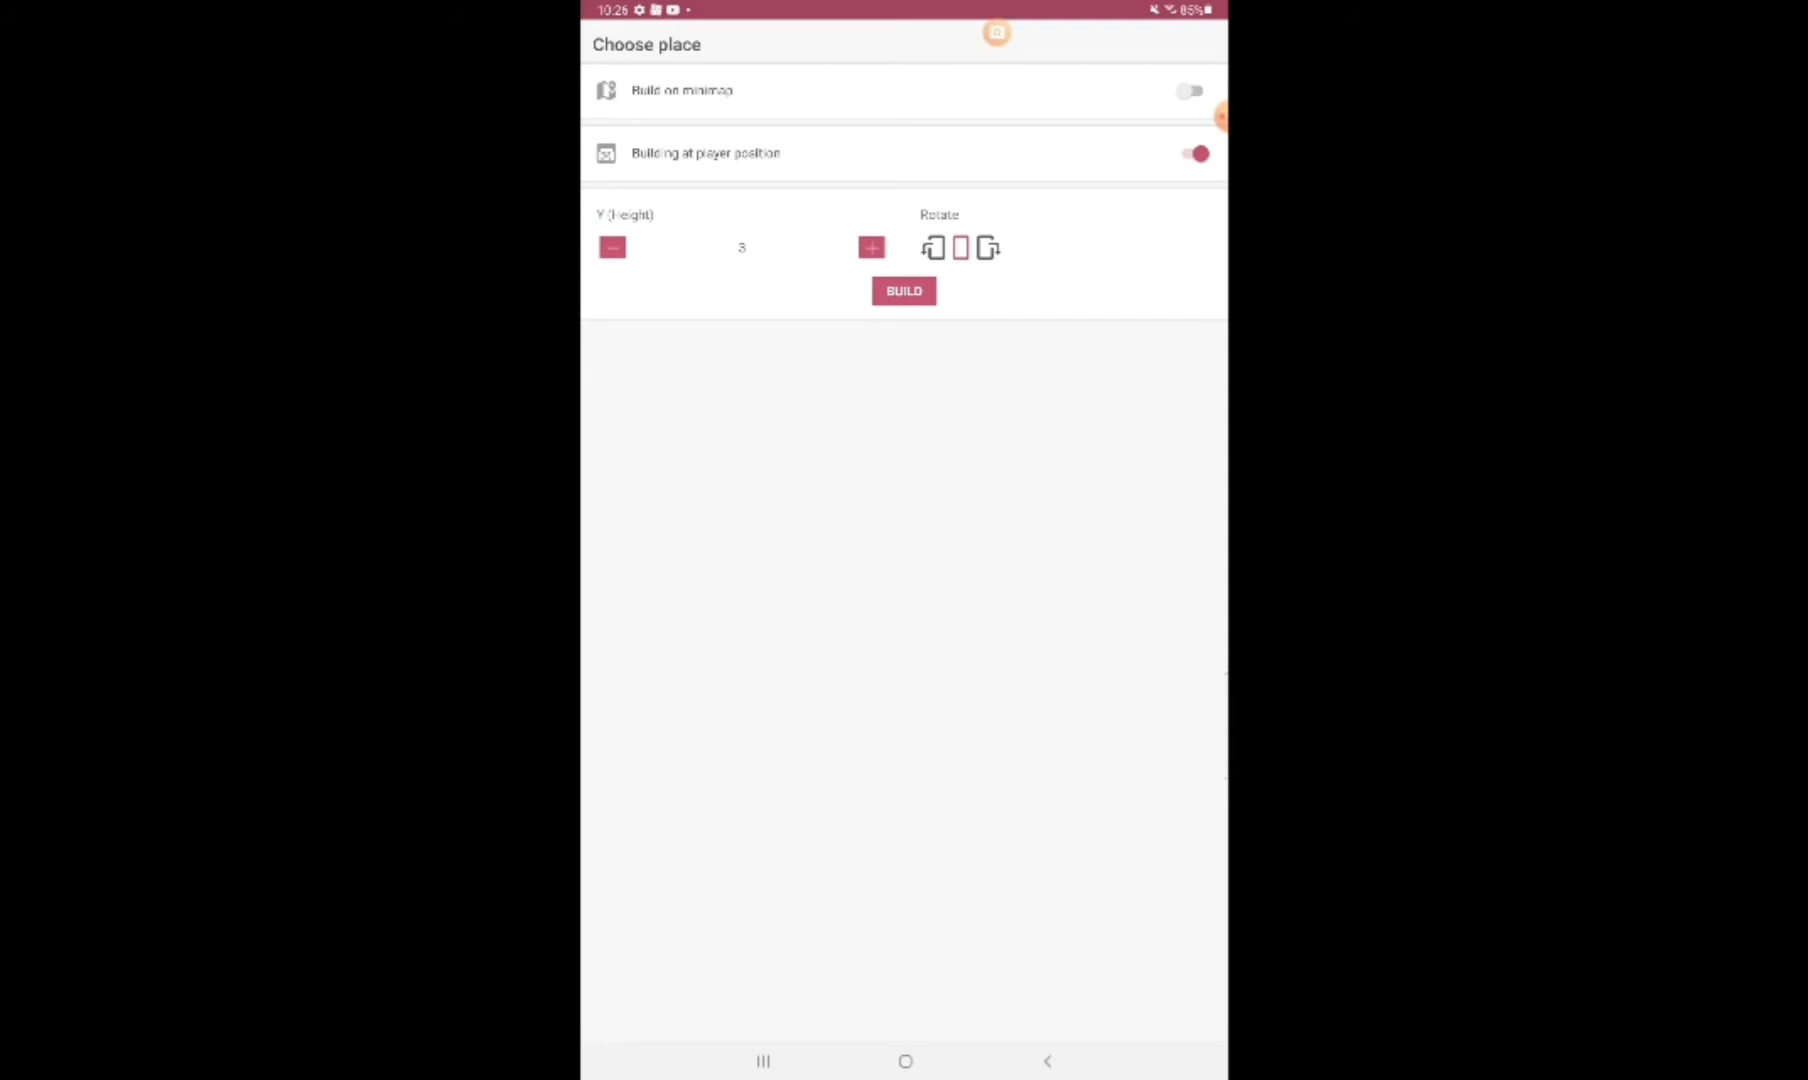 10:26
85%
Choose place
Build on minimap
Building at player position
Y (Height)
Rotate
3
BUILD